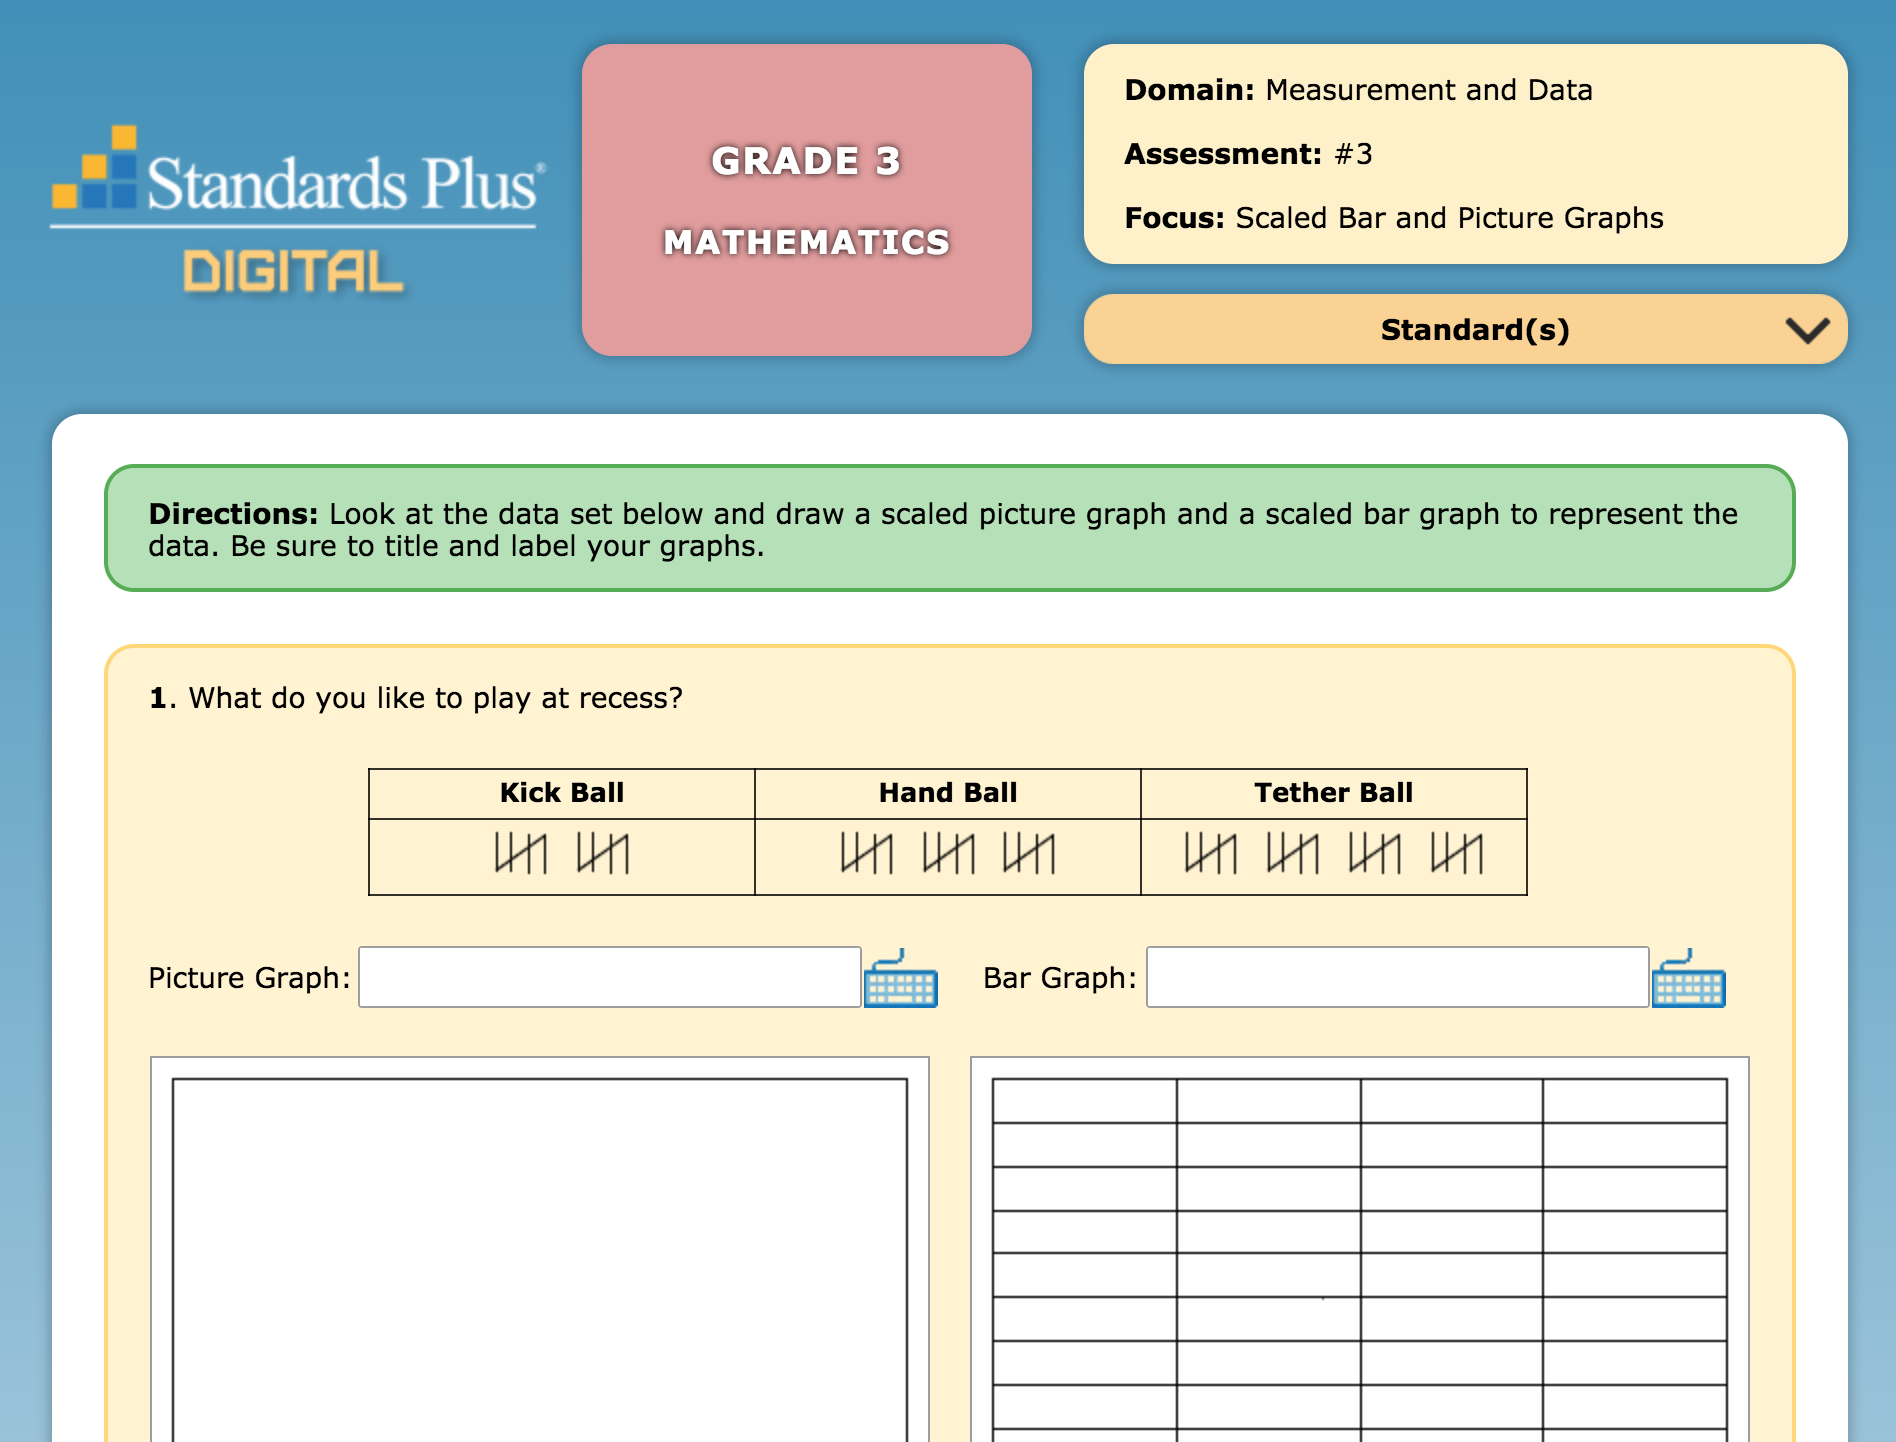 Standards Plus®
DIGITAL
GRADE 3
MATHEMATICS
Domain: Measurement and Data
Assessment: #3
Focus: Scaled Bar and Picture Graphs
Standard(s)
Directions: Look at the data set below and draw a scaled picture graph and a scaled bar graph to represent the
data. Be sure to title and label your graphs.
1. What do you like to play at recess?
Kick Ball Hand Ball Tether Ball
Picture Graph: Bar Graph: